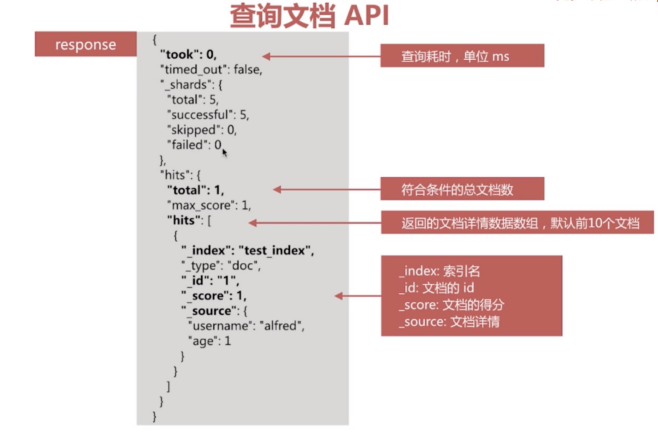 查询文档 API
response
{
"took": 0,
查询耗时，单位 ms
"timed_out": false,
"_shards": {
"total": 5,
"successful": 5,
"skipped": 0,
"failed": 0
},
"hits": {
"total": 1,
符合条件的总文档数
"max_score": 1,
"hits": [
返回的文档详情数据数组，默认前10个文档
{
"_index": "test_index",
"_type": "doc",
"_id": "1",
"_score": 1,
"_source": {
"username": "alfred",
"age": 1
}
}
]
}
}
_index: 索引名
_id: 文档的 id
_score: 文档的得分
_source: 文档详情